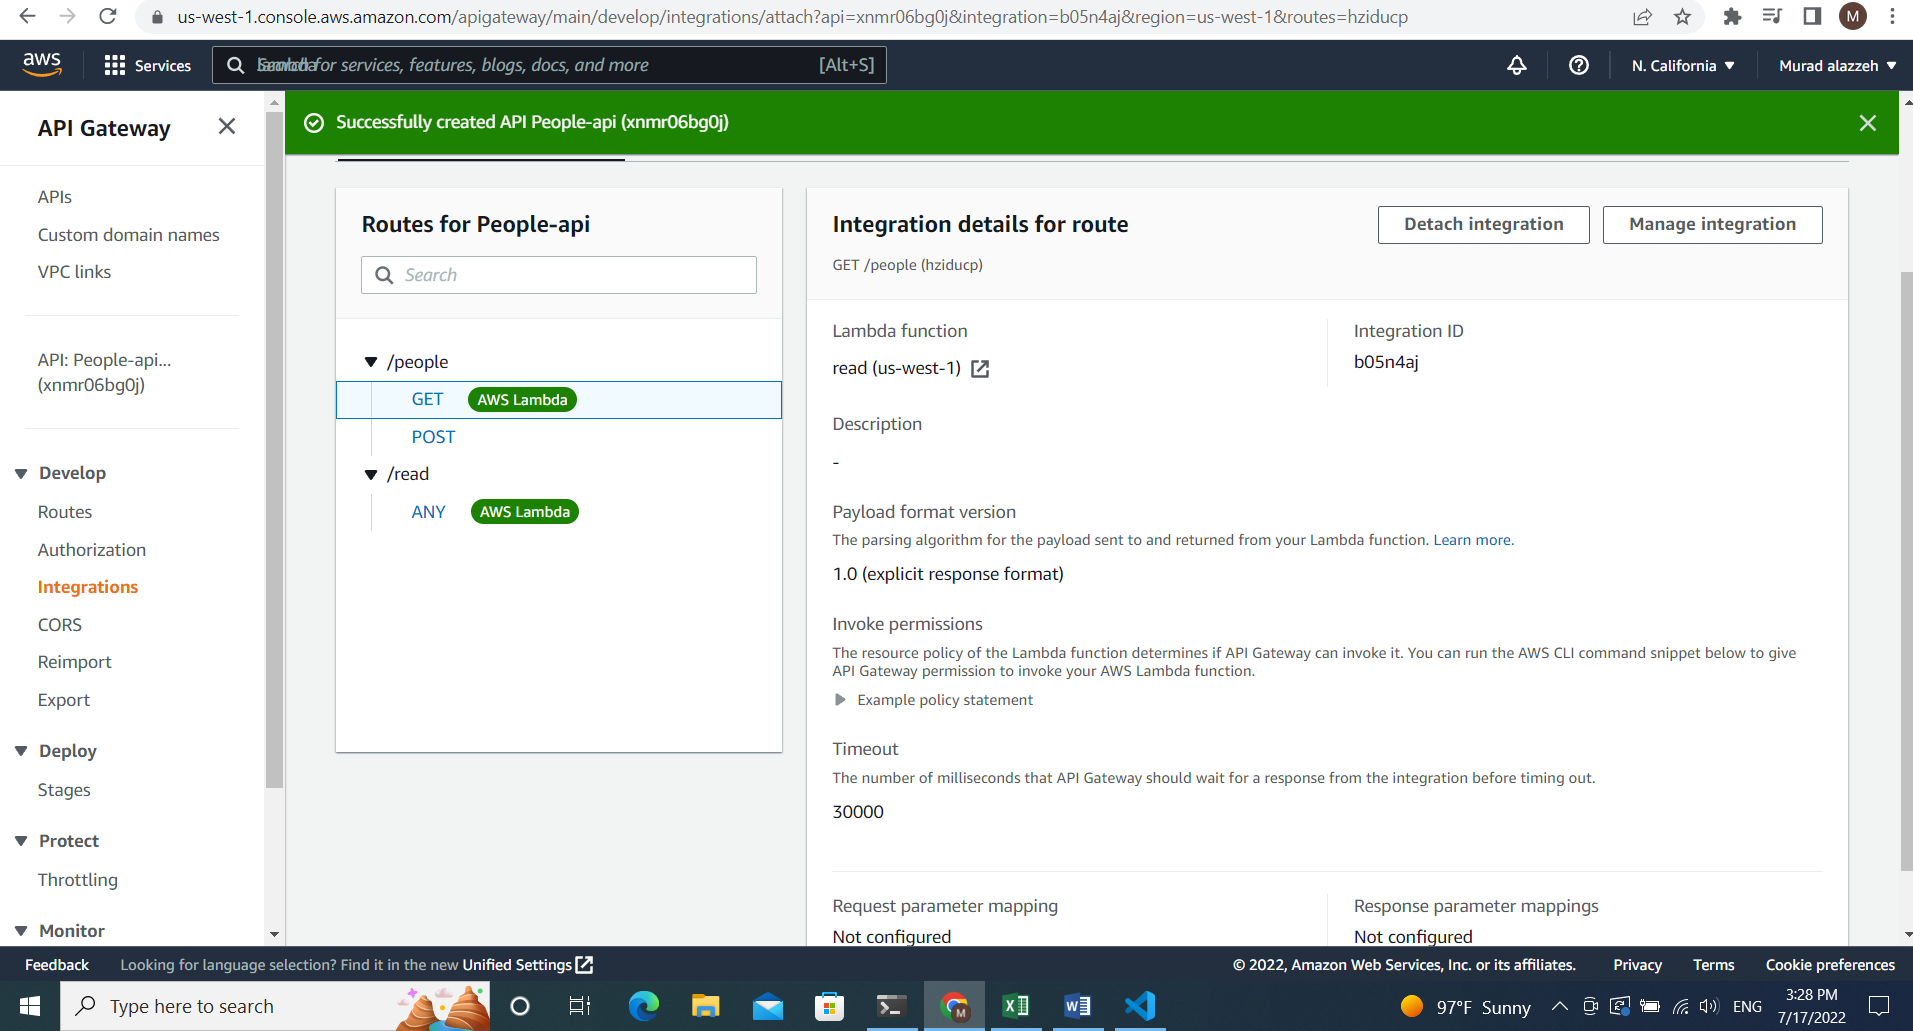 us-west-1.console.aws.amazon.com/apigateway/main/develop/integrations/attach?api=xnmr06bg0j&integration=b05n4aj&region=us-west-1&routes=hziducp
M
aws
Services
for services, features, blogs, docs, and more
[Alt+S]
N. California
Murad alazzeh
API Gateway
APIs
Custom domain names
VPC links
API: People-api...
(xnmr06bg0j)
Develop
Routes
Authorization
Integrations
CORS
Reimport
Export
Deploy
Stages
Protect
Throttling
Monitor
Successfully created API People-api (xnmr06bg0j)
Routes for People-api
Search
/people
GET AWS Lambda
POST
/read
ANY AWS Lambda
Integration details for route
Detach integration
Manage integration
GET /people (hziducp)
Lambda function
read (us-west-1)
Integration ID
b05n4aj
Description
-
Payload format version
The parsing algorithm for the payload sent to and returned from your Lambda function. Learn more.
1.0 (explicit response format)
Invoke permissions
The resource policy of the Lambda function determines if API Gateway can invoke it. You can run the AWS CLI command snippet below to give
API Gateway permission to invoke your AWS Lambda function.
Example policy statement
Timeout
The number of milliseconds that API Gateway should wait for a response from the integration before timing out.
30000
Request parameter mapping
Not configured
Response parameter mappings
Not configured
Feedback
Looking for language selection? Find it in the new Unified Settings
© 2022, Amazon Web Services, Inc. or its affiliates.
Privacy
Terms
Cookie preferences
Type here to search
M
97°F Sunny
ENG
3:28 PM
7/17/2022